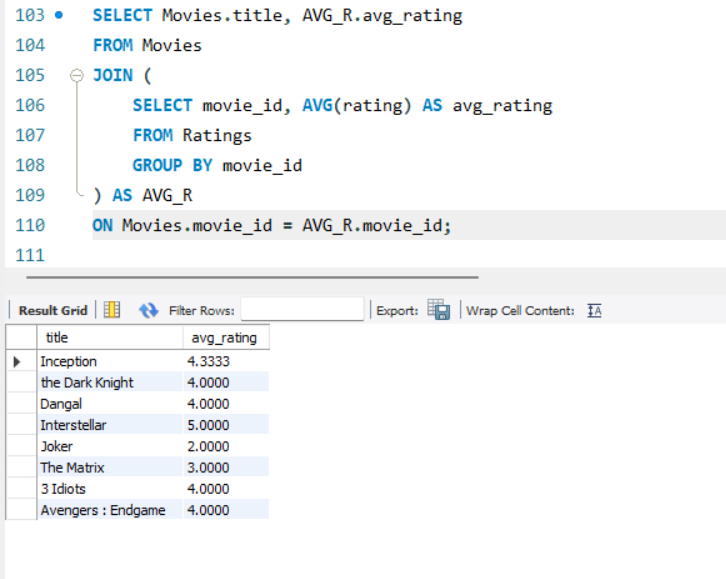 103 SELECT Movies.title, AVG_R.avg_rating
104 FROM Movies
105 JOIN (
106 SELECT movie_id, AVG(rating) AS avg_rating
107 FROM Ratings
108 GROUP BY movie_id
109 ) AS AVG_R
110 ON Movies.movie_id = AVG_R.movie_id;
111
Result Grid Filter Rows: Export: Wrap Cell Content: IA
title avg_rating
Inception 4.3333
the Dark Knight 4.0000
Dangal 4.0000
Interstellar 5.0000
Joker 2.0000
The Matrix 3.0000
3 Idiots 4.0000
Avengers : Endgame 4.0000